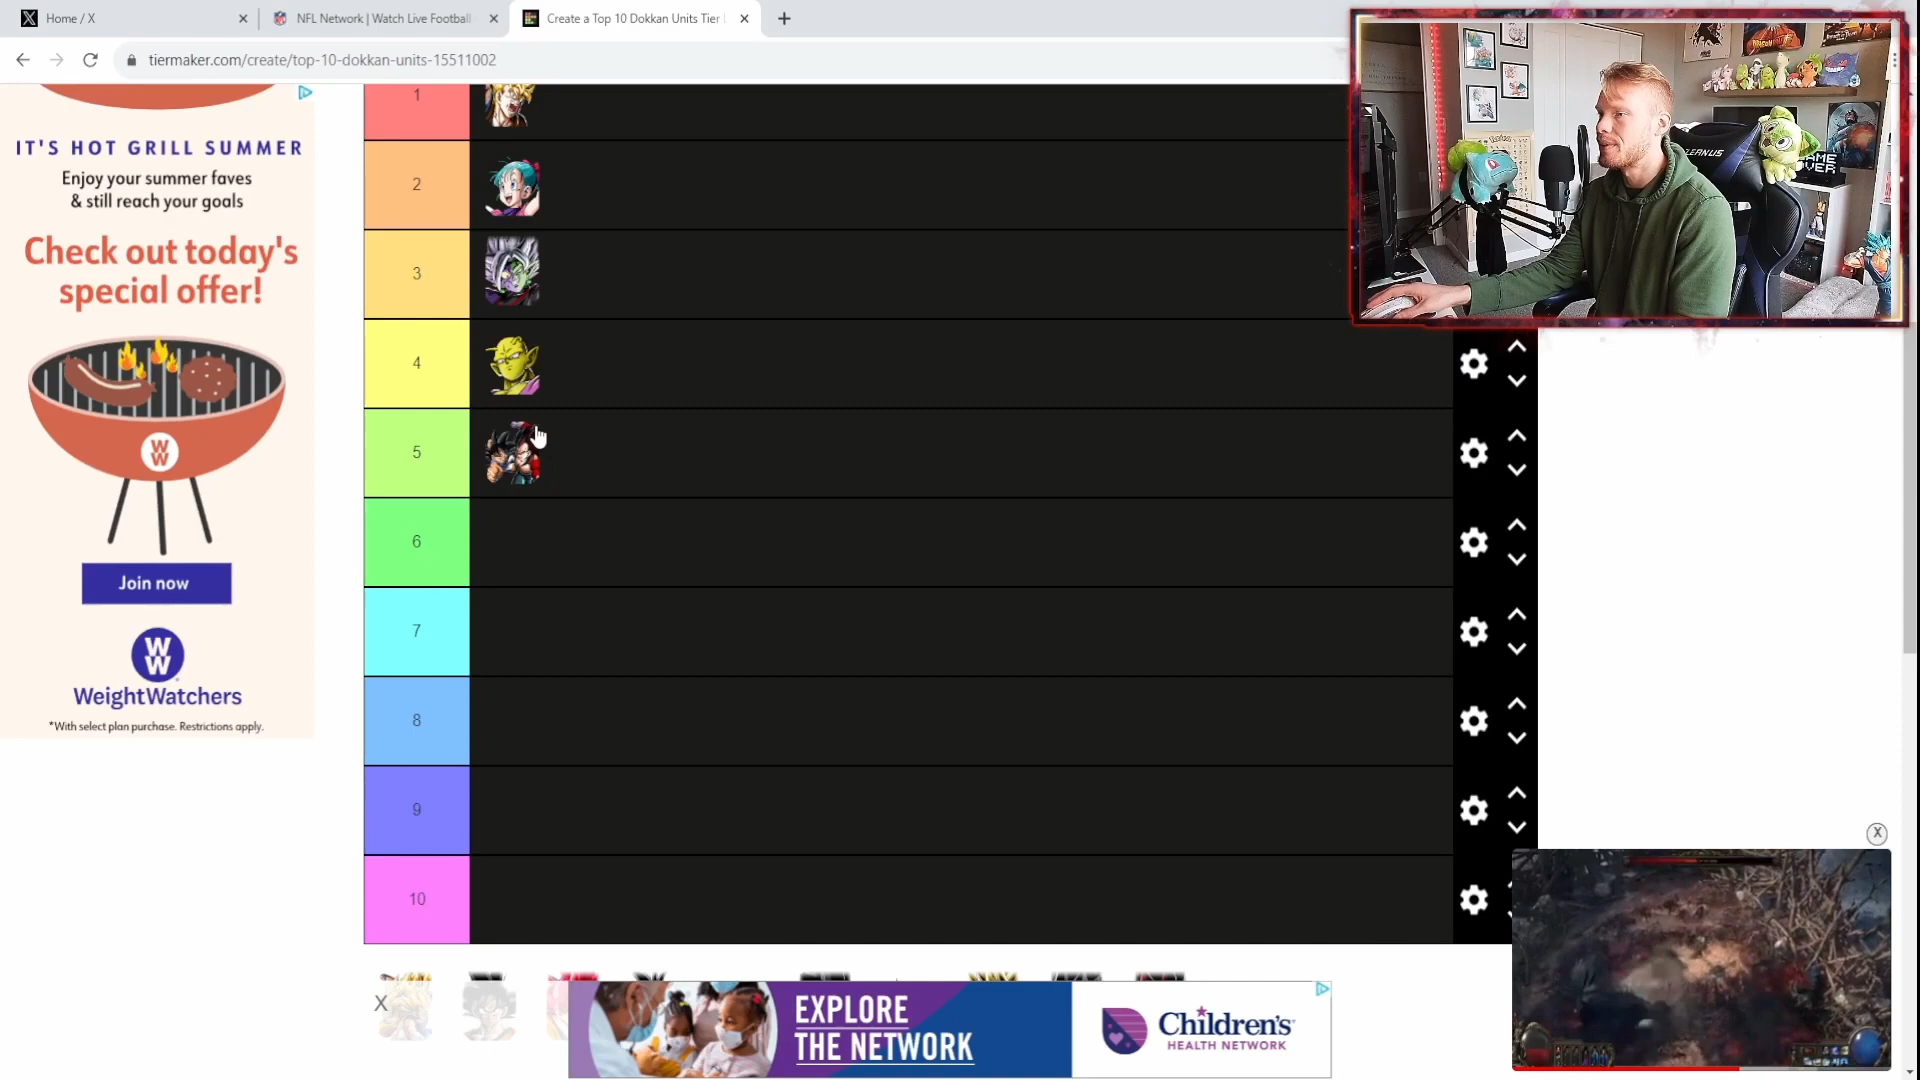 Home / X
NFL Network | Watch Live Football
Create a Top 10 Dokkan Units Tier
tiermaker.com/create/top-10-dokkan-units-15511002
IT'S HOT GRILL SUMMER
Enjoy your summer faves
& still reach your goals
Check out today's
special offer!
W
W
Join now
W
W
WeightWatchers
*With select plan purchase. Restrictions apply.
1
2
3
4
5
6
7
8
9
10
GAME
OVER
X
X
EXPLORE
THE NETWORK
Children's
HEALTH NETWORK